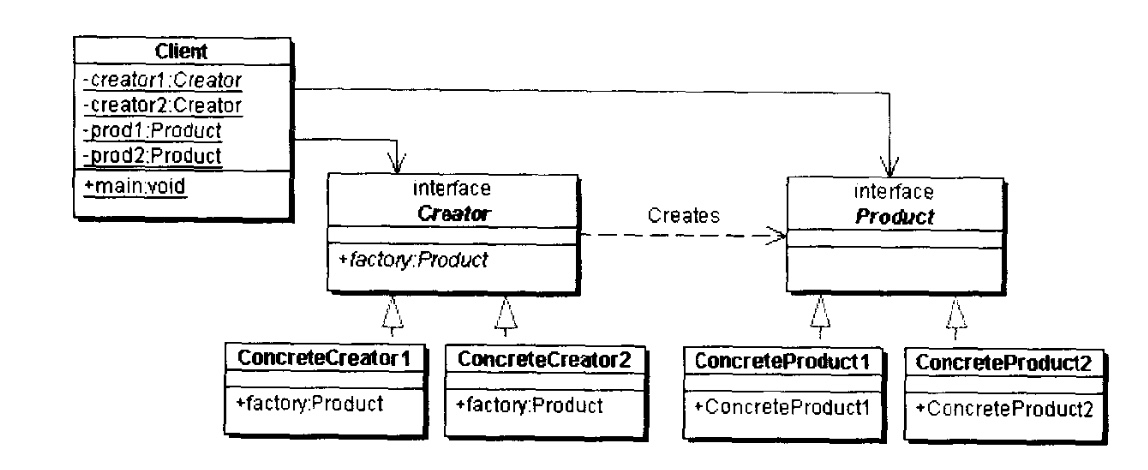 Client
-creator1:Creator
-creator2:Creator
-prod1:Product
-prod2:Product
+main:void
interface
Creator
+factory:Product
Creates
interface
Product
ConcreteCreator1
+factory:Product
ConcreteCreator2
+factory:Product
ConcreteProduct1
+ConcreteProduct1
ConcreteProduct2
+ConcreteProduct2